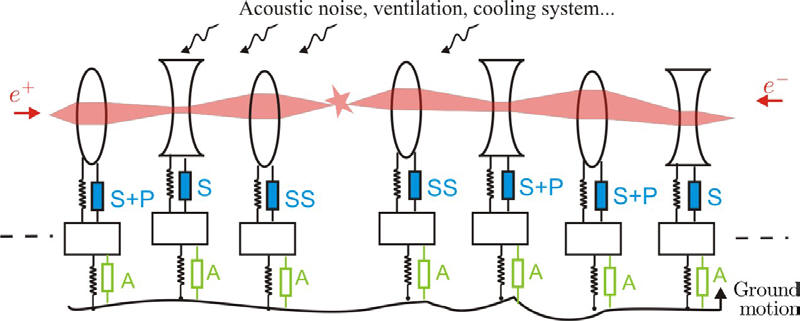 Acoustic noise, ventilation, cooling system...
e⁺
e⁻
S+P
S
SS
SS
S+P
S+P
S
A
A
A
A
A
A
A
Ground
motion